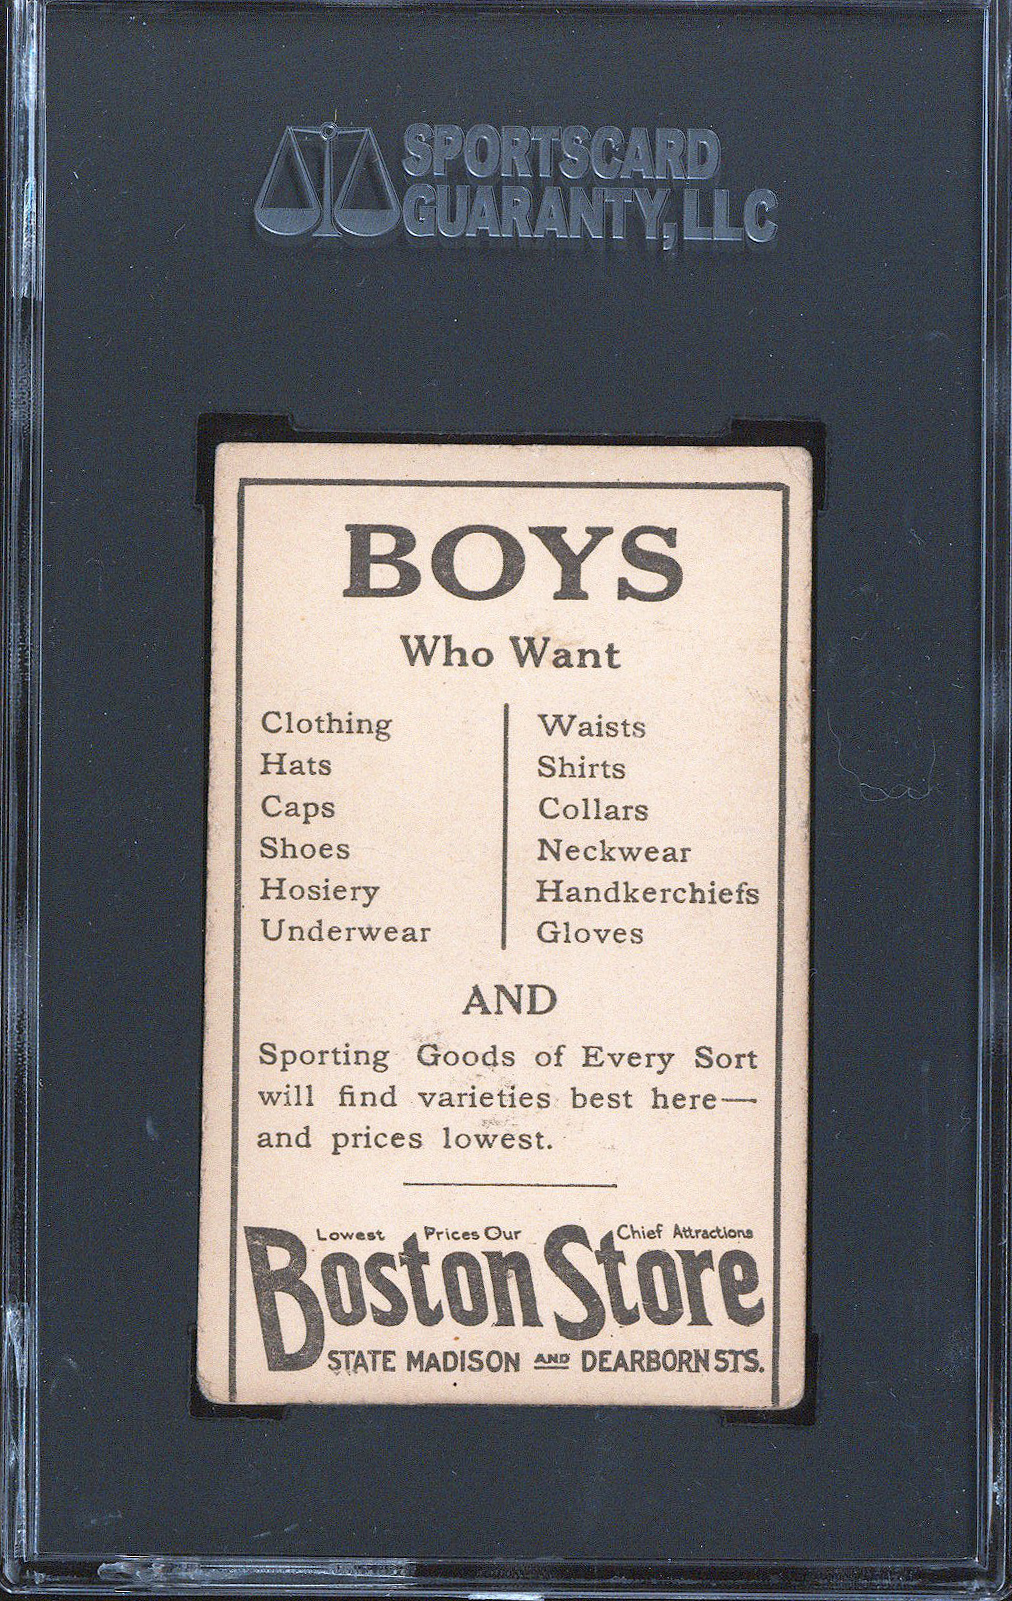 SPORTSCARD
GUARANTY, LLC
BOYS
Who Want
Clothing
Hats
Caps
Shoes
Hosiery
Underwear
Waists
Shirts
Collars
Neckwear
Handkerchiefs
Gloves
AND
Sporting Goods of Every Sort
will find varieties best here—
and prices lowest.
Lowest Prices Our Chief Attractions
Boston Store
STATE MADISON AND DEARBORN STS.